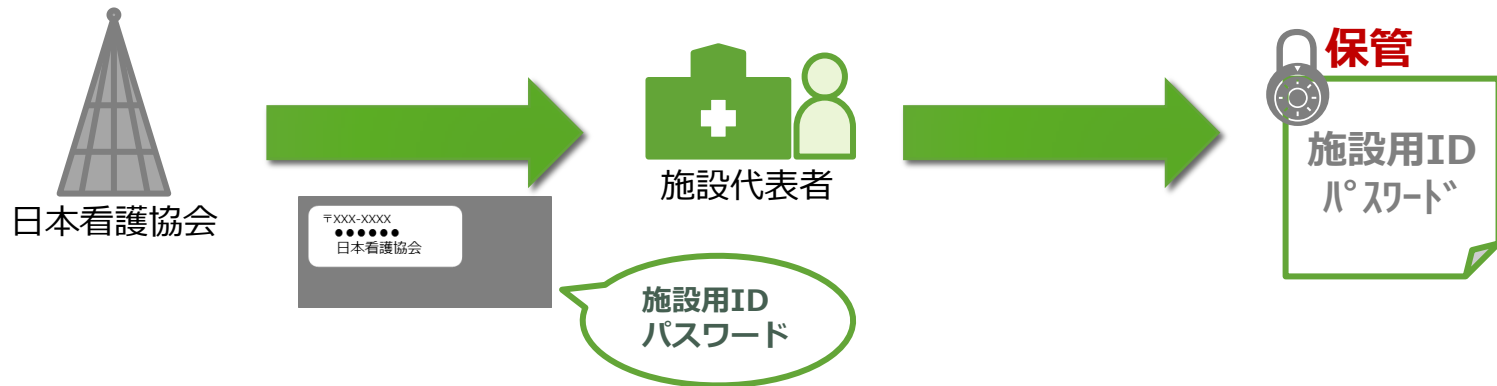 日本看護協会
〒XXX-XXXX
●●●●●●
日本看護協会
施設代表者
施設用ID
パスワード
保管
施設用ID
ﾊﾟｽﾜｰﾄﾞ